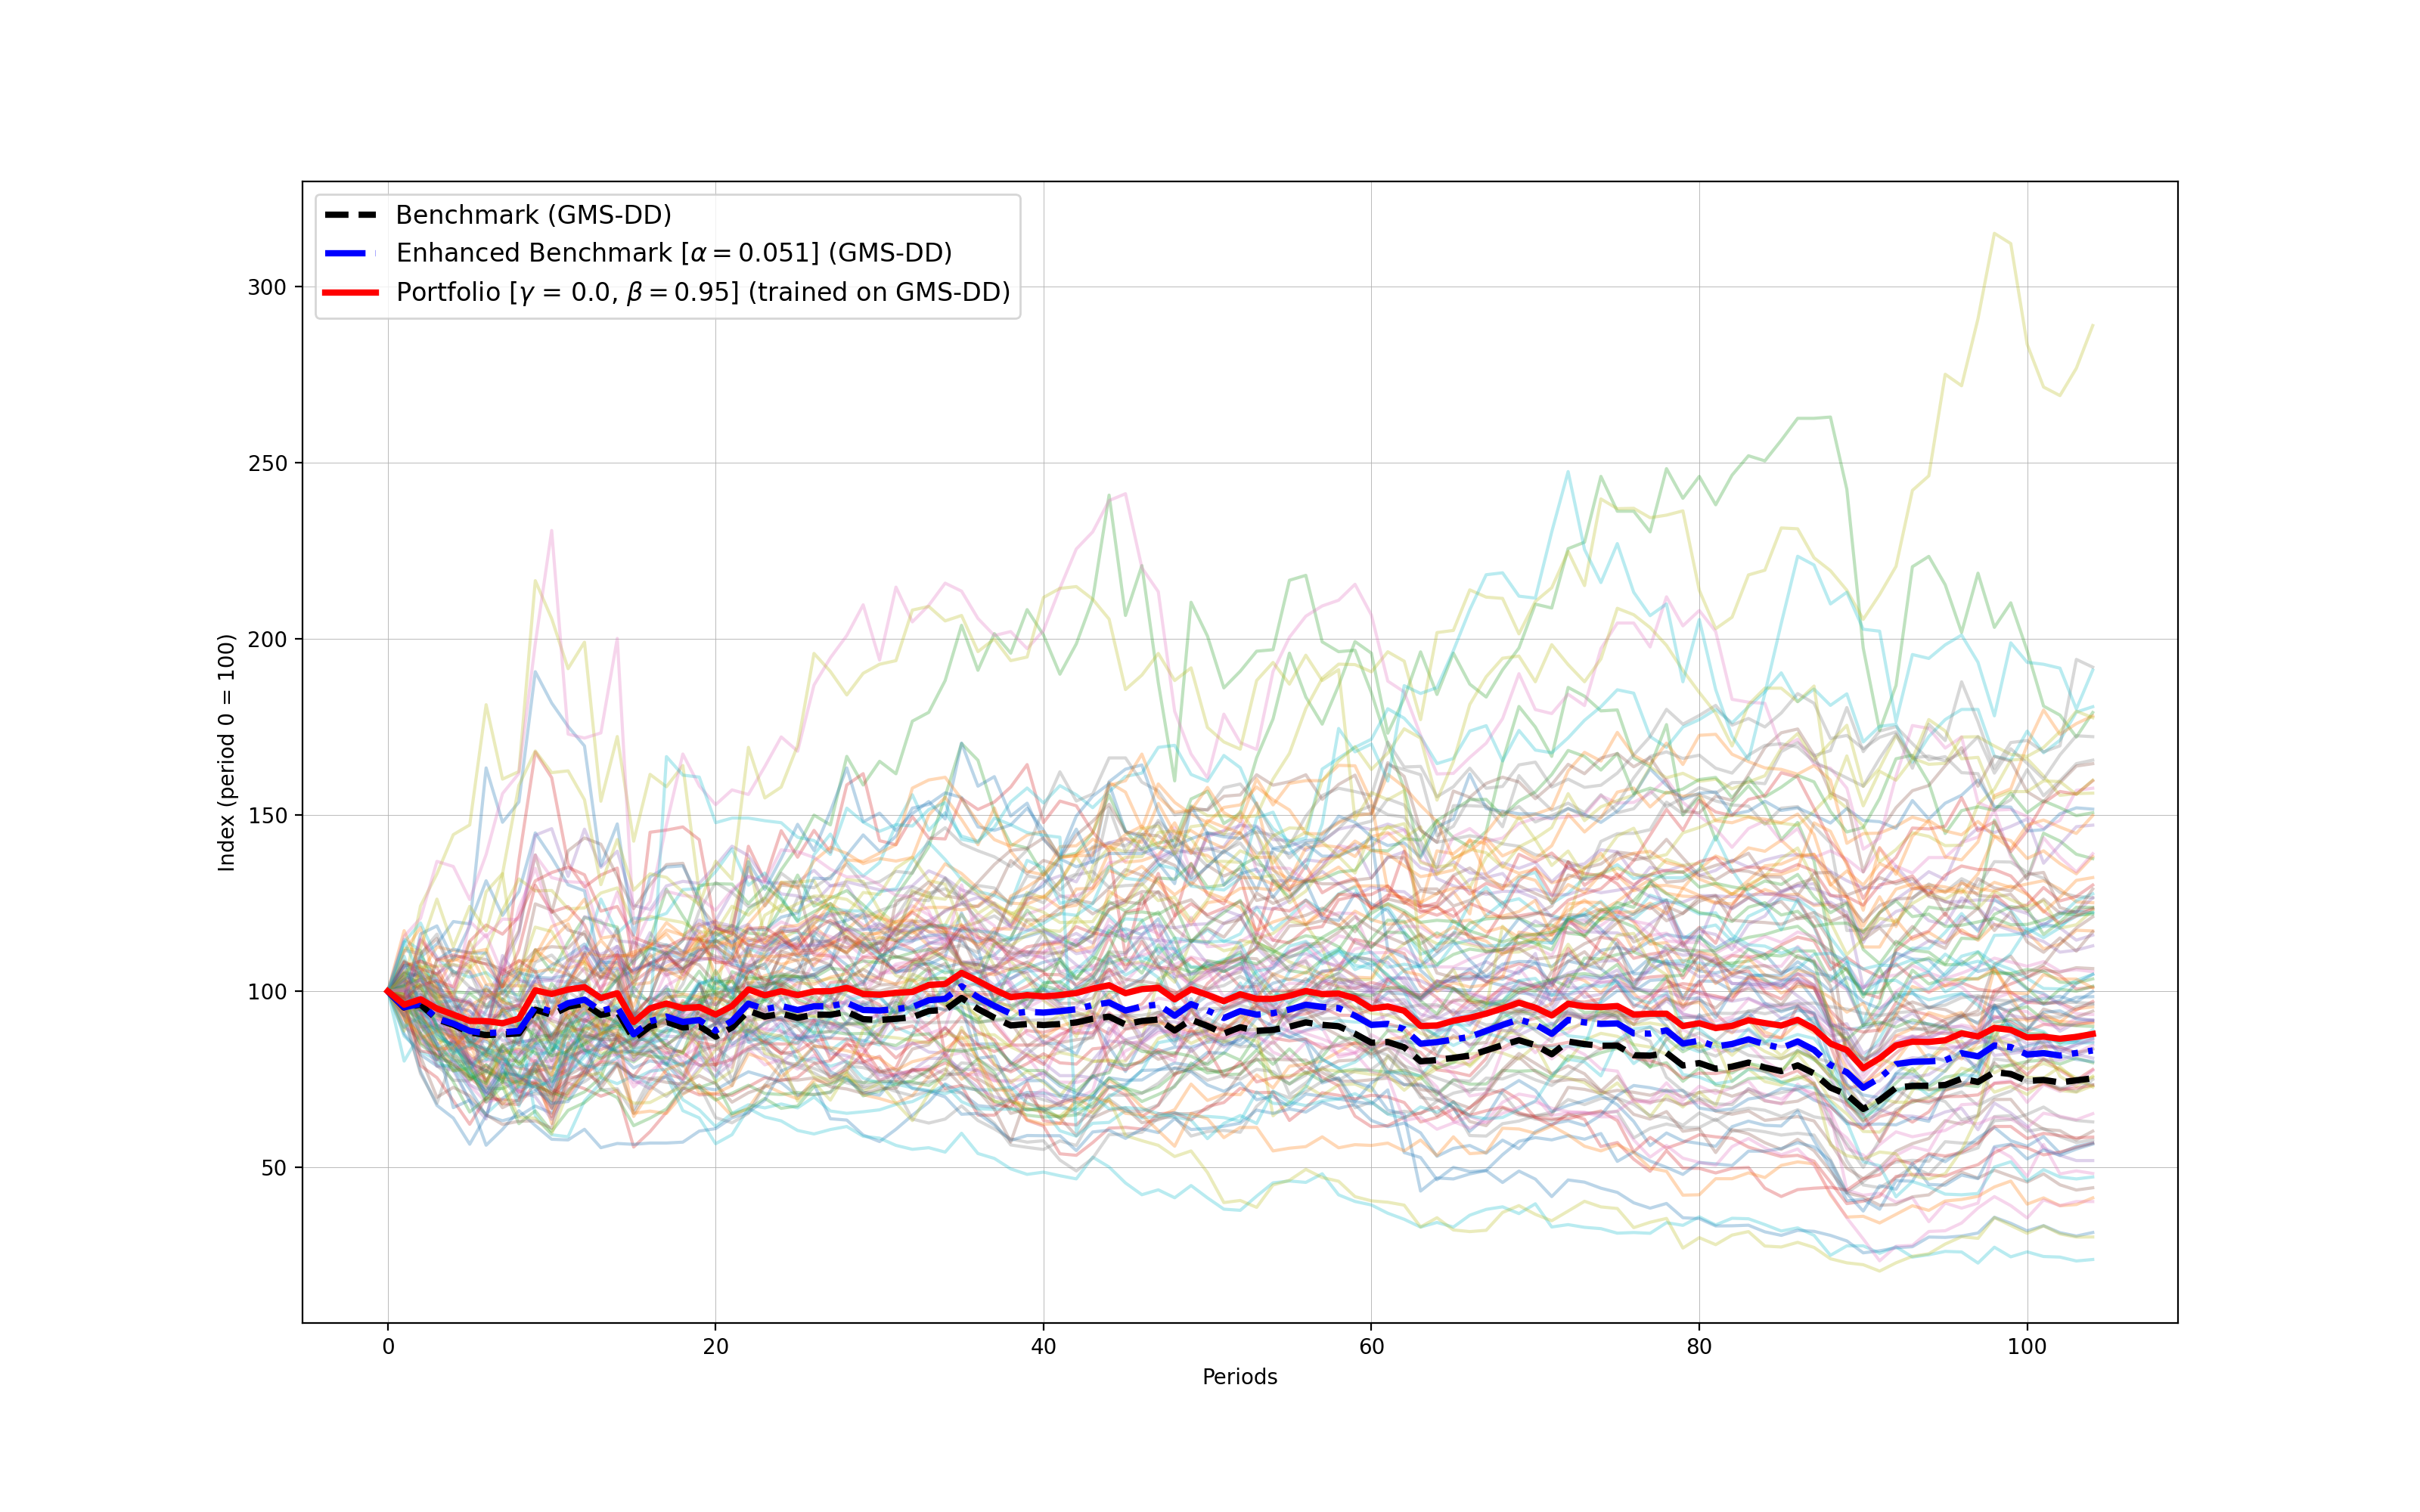 Benchmark (GMS-DD)
Enhanced Benchmark [α = 0.051] (GMS-DD)
Portfolio [γ = 0.0, β = 0.95] (trained on GMS-DD)
300
250
200
150
100
50
Index (period 0 = 100)
0 20 40 60 80 100
Periods